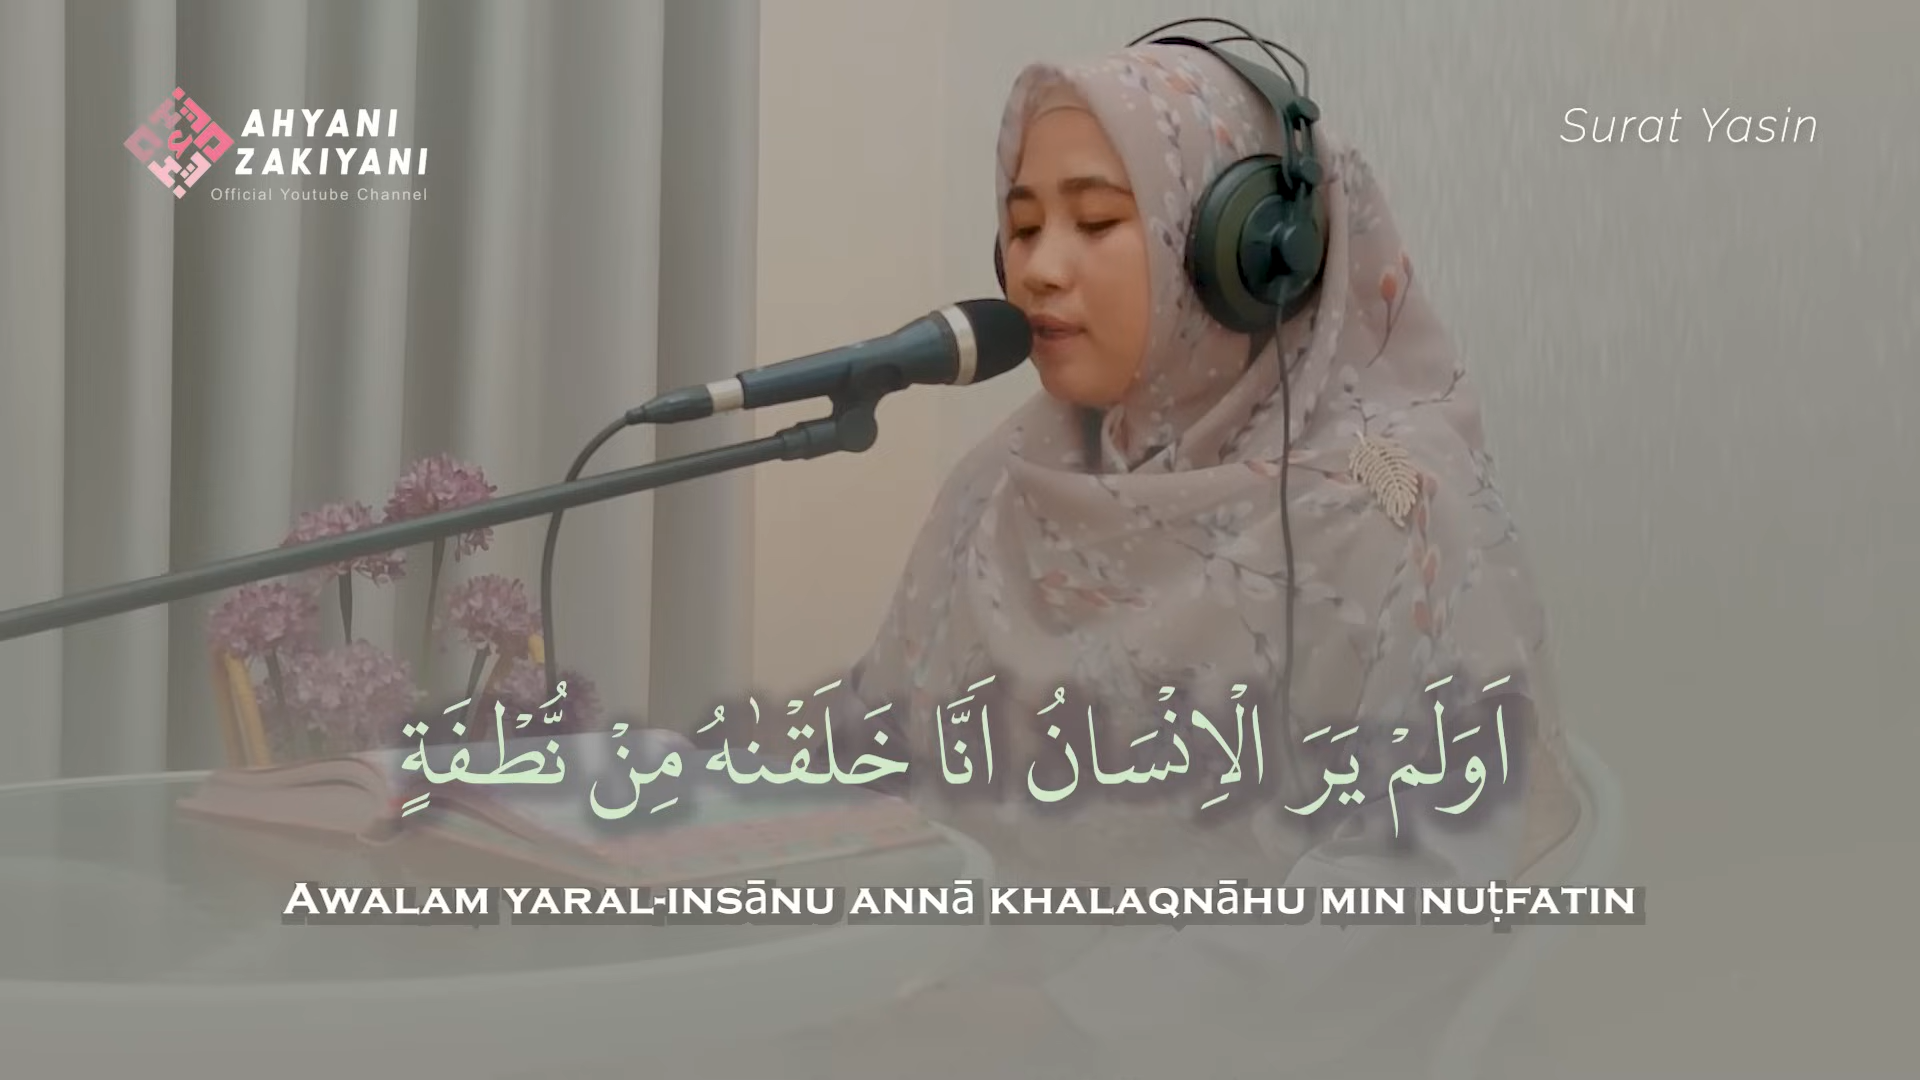 AHYANI
ZAKIYANI
Official Youtube Channel
Surat Yasin
اَوَلَمْ يَرَ الْاِنْسَانُ اَنَّا خَلَقْنٰهُ مِنْ نُّطْفَةٍ
Awalam yaral-insānu annā khalaqnāhu min nuṭfatin